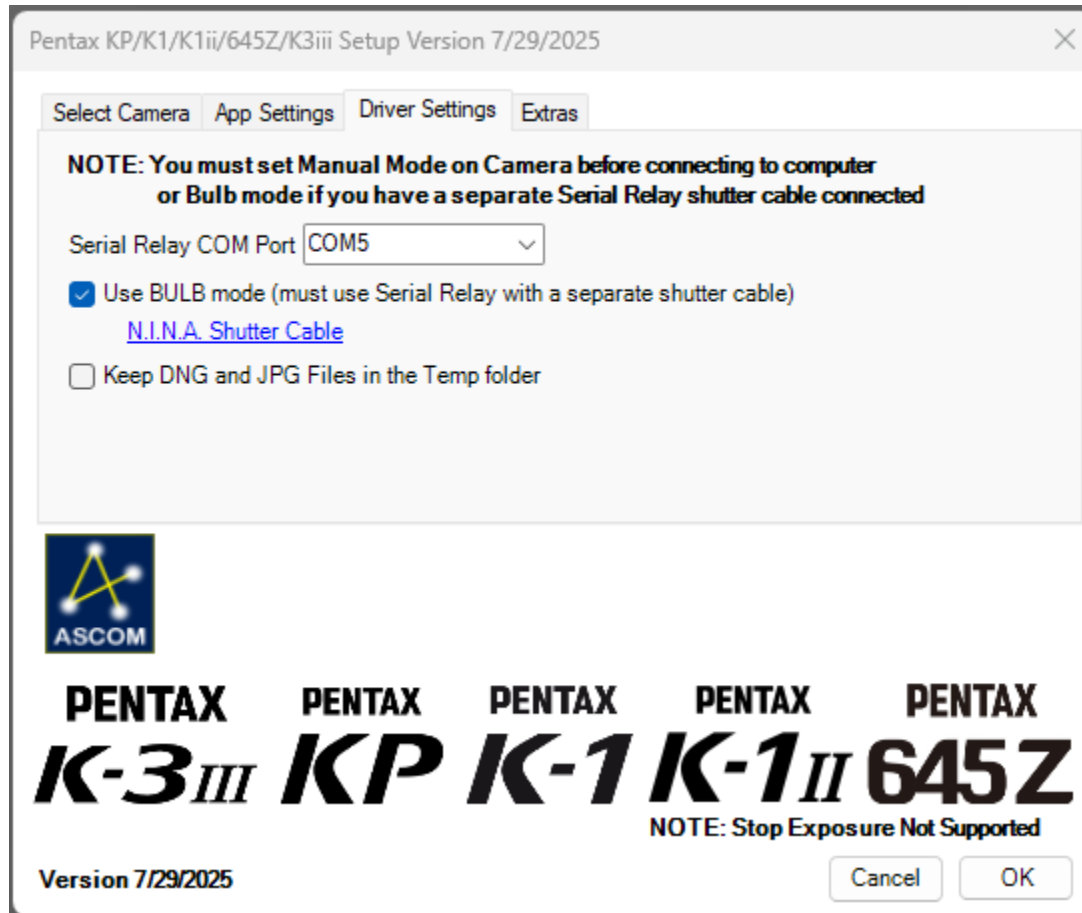 Pentax KP/K1/K1ii/645Z/K3iii Setup Version 7/29/2025
Select Camera App Settings Driver Settings Extras
NOTE: You must set Manual Mode on Camera before connecting to computer
or Bulb mode if you have a separate Serial Relay shutter cable connected
Serial Relay COM Port COM5
Use BULB mode (must use Serial Relay with a separate shutter cable)
N.I.N.A. Shutter Cable
Keep DNG and JPG Files in the Temp folder
ASCOM
PENTAX PENTAX PENTAX PENTAX PENTAX
K-3III KP K-1 K-1II 645Z
NOTE: Stop Exposure Not Supported
Version 7/29/2025 Cancel OK